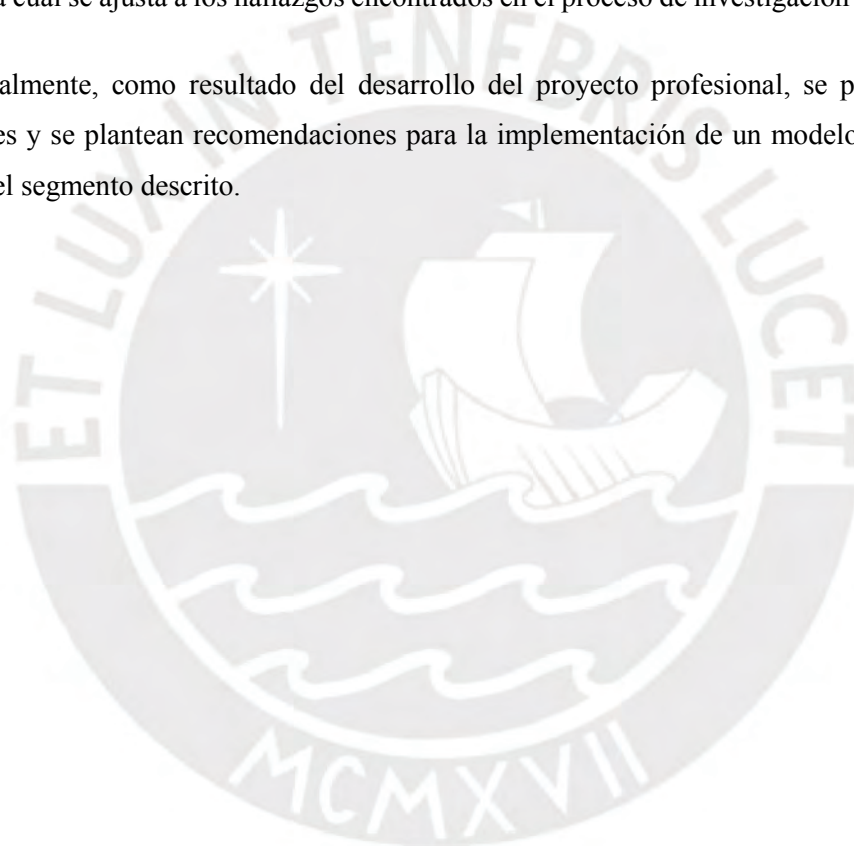 a cual se ajusta a los hallazgos encontrados en el proceso de investigación
almente, como resultado del desarrollo del proyecto profesional, se p
es y se plantean recomendaciones para la implementación de un modelo
el segmento descrito.
ET LUX IN TENEBRIS LUCET
MCMXVII